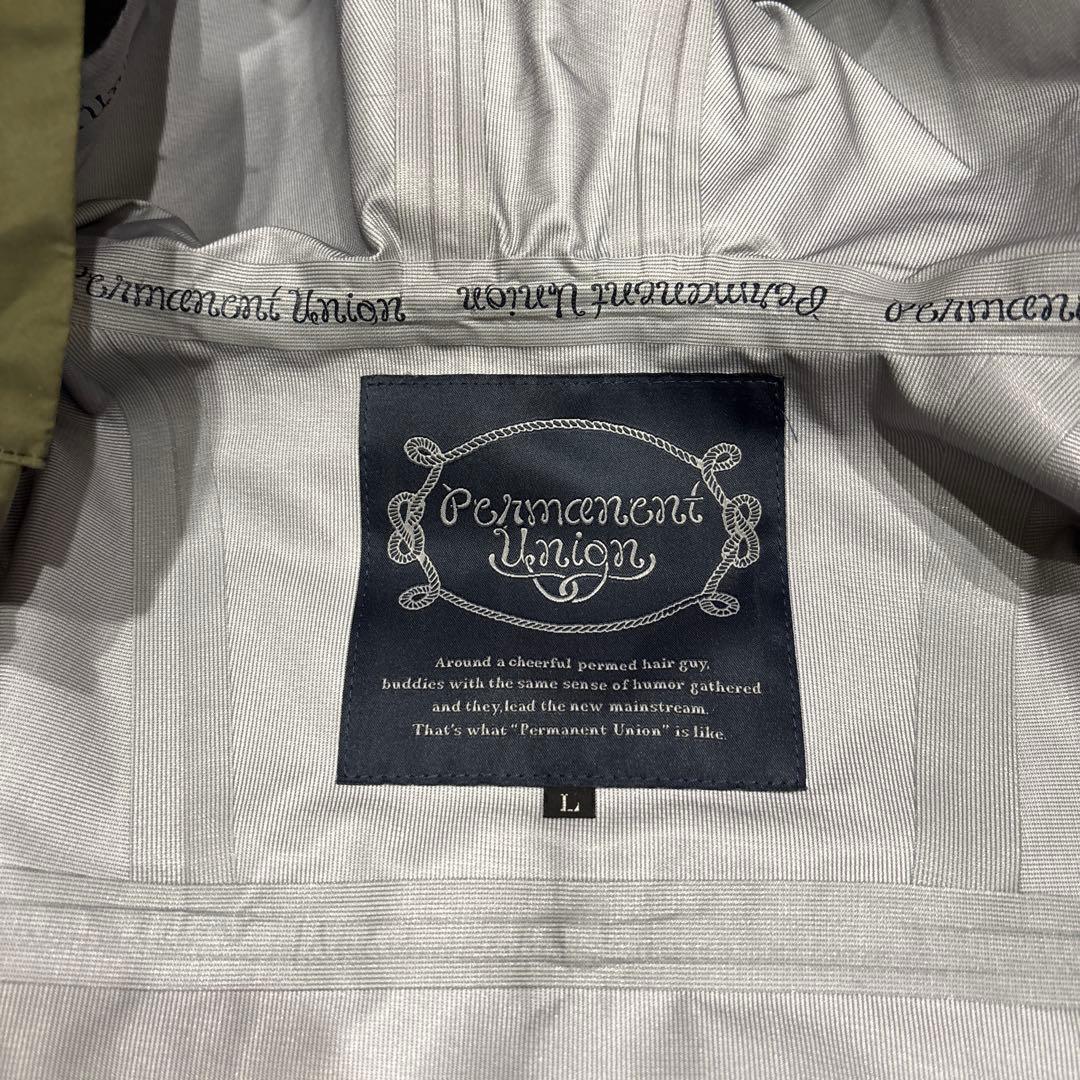 Permanent Union
Permanent Union
Permanent
Permanent
Union
Around a cheerful permed hair guy,
buddies with the same sense of humor gathered
and they, lead the new mainstream.
That's what "Permanent Union" is like.
L